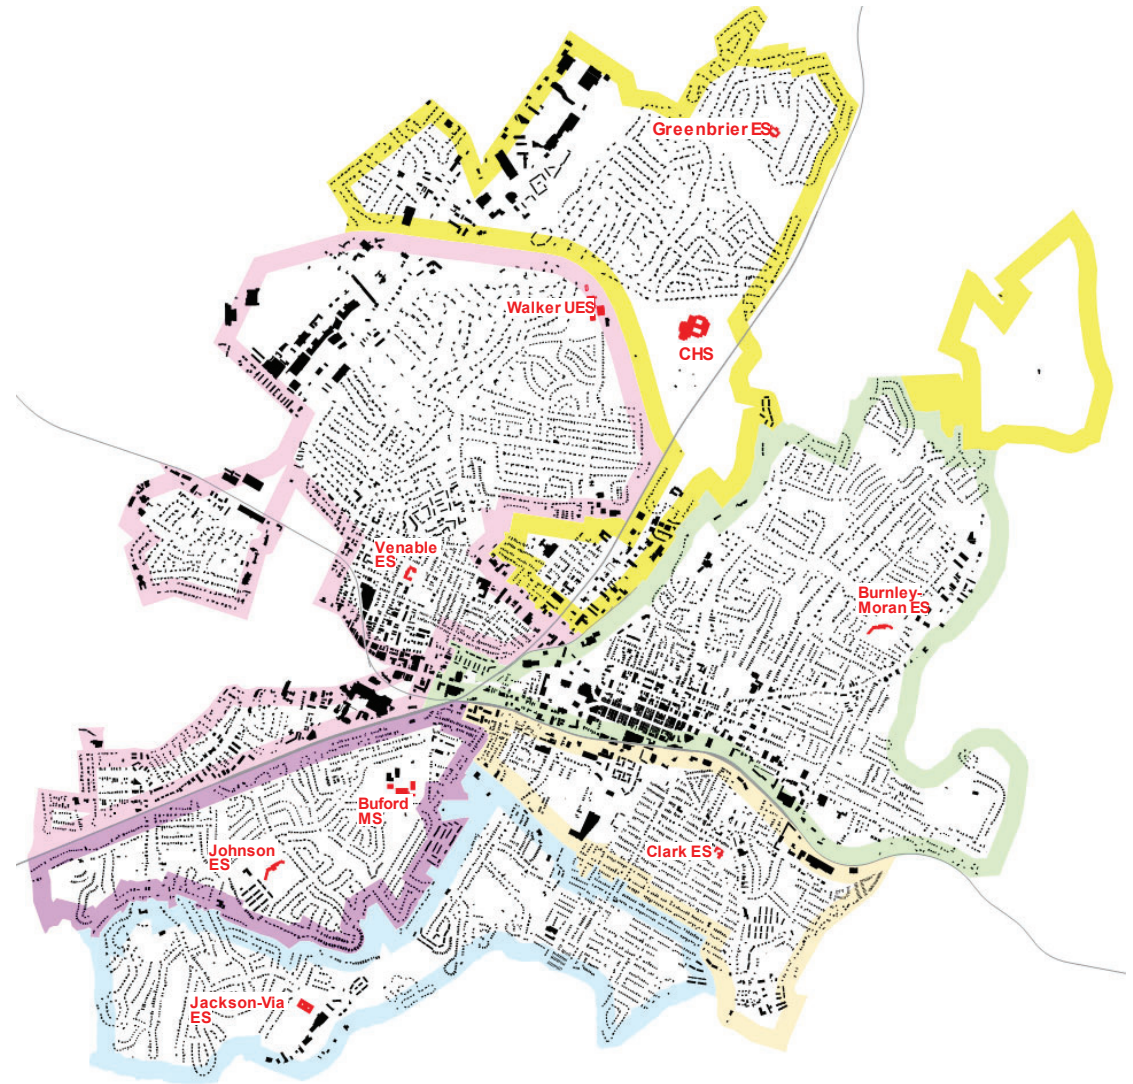 Greenbrier ES
Walker UES
CHS
Venable
ES
Burnley-
Moran ES
Buford
MS
Johnson
ES
Clark ES
Jackson-Via
ES